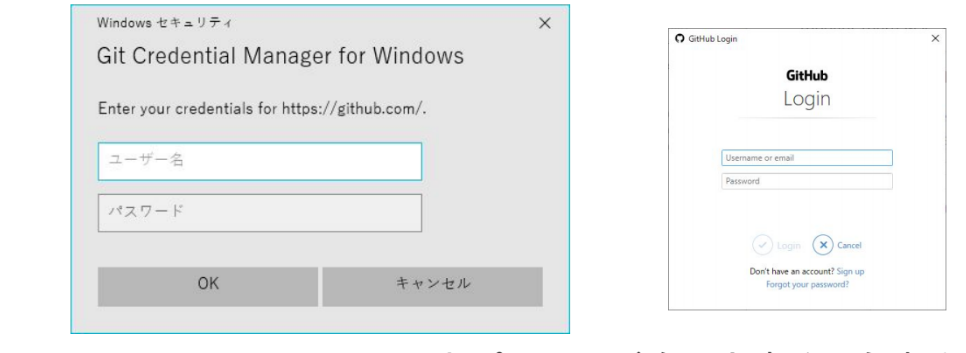 Windows セキュリティ
Git Credential Manager for Windows
Enter your credentials for https://github.com/.
ユーザー名
パスワード
OK
キャンセル
GitHub Login
GitHub
Login
Username or email
Password
Login
Cancel
Don't have an account? Sign up
Forgot your password?